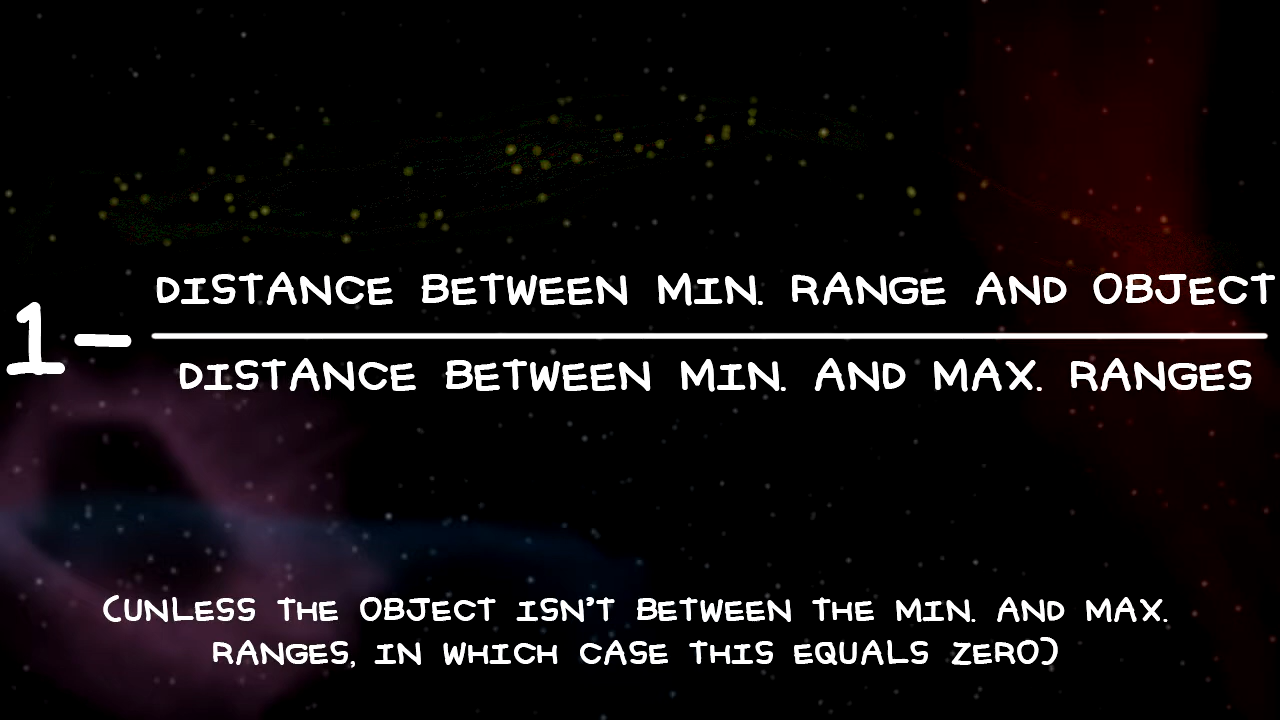 1- DISTANCE BETWEEN MIN. RANGE AND OBJECT
DISTANCE BETWEEN MIN. AND MAX. RANGES
(UNLESS THE OBJECT ISN'T BETWEEN THE MIN. AND MAX.
RANGES, IN WHICH CASE THIS EQUALS ZERO)